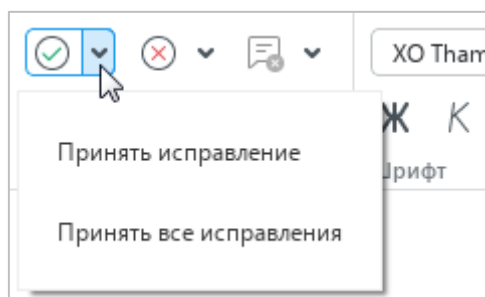 XO Tham
Ж К
Шрифт
Принять исправление
Принять все исправления